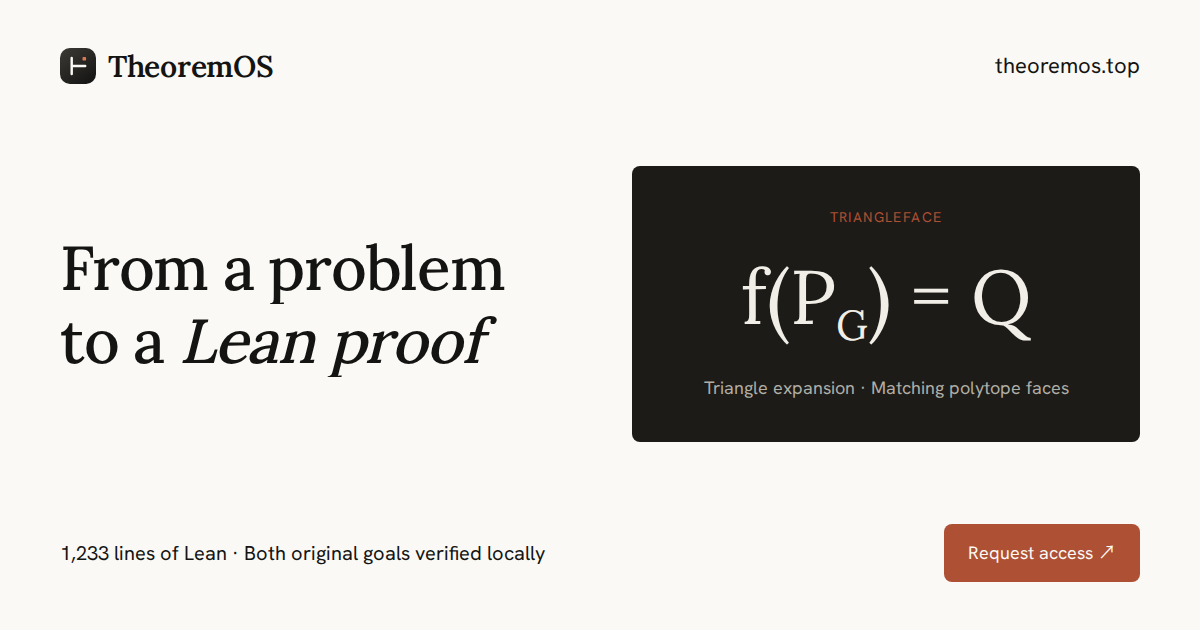 TheoremOS
theoremos.top
From a problem
to a Lean proof
TRIANGLEFACE
f(P_G) = Q
Triangle expansion · Matching polytope faces
1,233 lines of Lean · Both original goals verified locally
Request access ↗